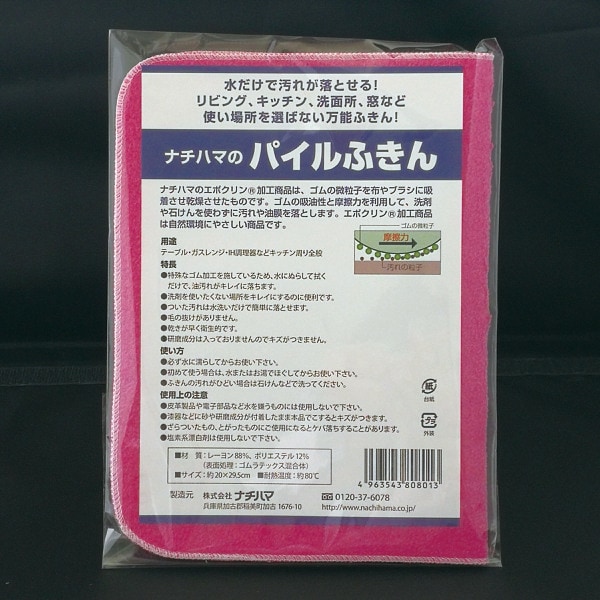 水だけで汚れが落とせる!
リビング、キッチン、洗面所、窓など
使い場所を選ばない万能ふきん!
ナチハマの パイルふきん
ナチハマのエポクリン®加工商品は、ゴムの微粒子を布やブラシに吸
着させ乾燥させたものです。ゴムの吸油性と摩擦力を利用して、洗剤
や石けんを使わずに汚れや油膜を落とします。エポクリン®加工商品
は自然環境にやさしい商品です。
用途
テーブル・ガスレンジ・IH調理器などキッチン周り全般
ゴムの微粒子
摩擦力
汚れの粒子
特長
●特殊なゴム加工を施しているため、水にぬらして拭く
だけで、油汚れがキレイに落ちます。
●洗剤を使いたくない場所をキレイにするのに便利です。
●ついた汚れは水洗いだけで簡単に落とせます。
●毛の抜けがありません。
●乾きが早く衛生的です。
●研磨成分は入っておりませんのでキズがつきません。
使い方
●必ず水に濡らしてからお使い下さい。
●初めて使う場合は、水またはお湯でほぐしてからお使い下さい。
●ふきんの汚れがひどい場合は石けんなどで洗ってください。
使用上の注意
●皮革製品や電子部品など水を嫌うものには使用しないで下さい。
●漆器などに砂や研磨成分が付着したまま本品でこするとキズがつきます。
●ざらついたもの、とがったものにご使用になるとケバ落ちすることがあります。
●塩素系漂白剤は使用しないで下さい。
紙
台紙
プラ
外装
■材 質:レーヨン88%、ポリエステル12%
(表面処理:ゴムラテックス混合体)
■サイズ:約20×29.5cm ■耐熱温度:約80℃
4 963543 808013
製造元 株式会社 ナチハマ
兵庫県加古郡稲美町加古 1676-10
0120-37-6078
http://www.nachihama.co.jp/